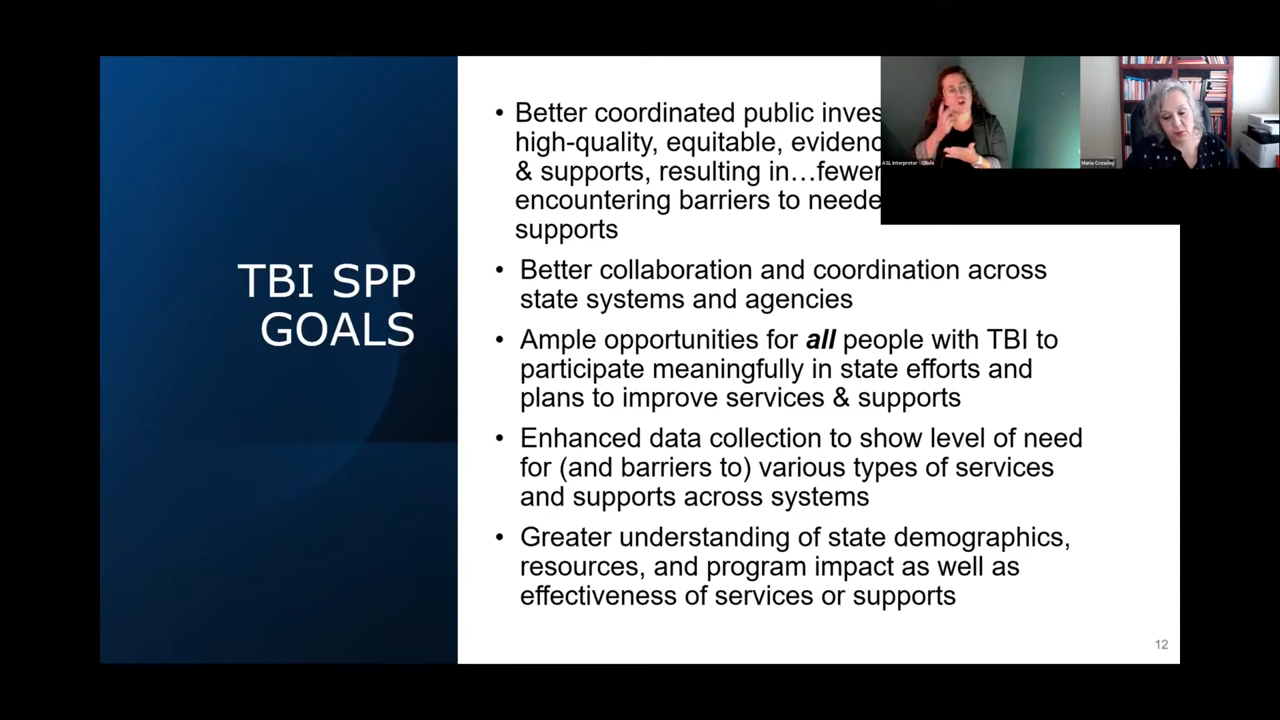 TBI SPP
GOALS
• Better coordinated public
high-quality, equitable,
& supports, resulting in…fewer
encountering barriers to
supports
• Better collaboration and coordination across
state systems and agencies
• Ample opportunities for all people with TBI to
participate meaningfully in state efforts and
plans to improve services & supports
• Enhanced data collection to show level of need
for (and barriers to) various types of services
and supports across systems
• Greater understanding of state demographics,
resources, and program impact as well as
effectiveness of services or supports
12
ASL Interpreter - Olivia
Maria Crowley